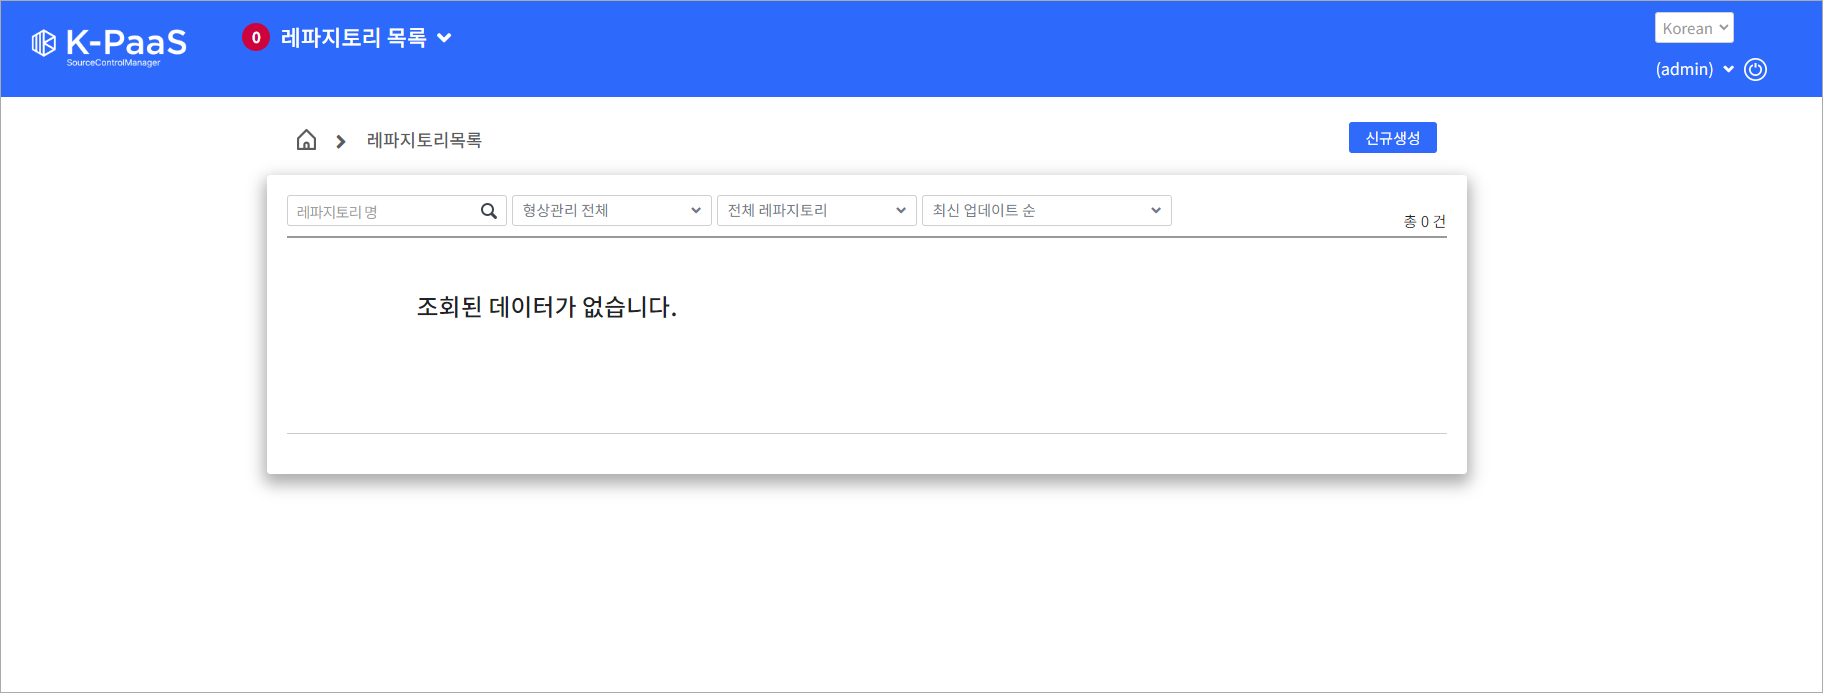 K-PaaS
SourceControlManager
0 레파지토리 목록
Korean
(admin)
레파지토리목록
신규생성
레파지토리 명
형상관리 전체
전체 레파지토리
최신 업데이트 순
총 0 건
조회된 데이터가 없습니다.